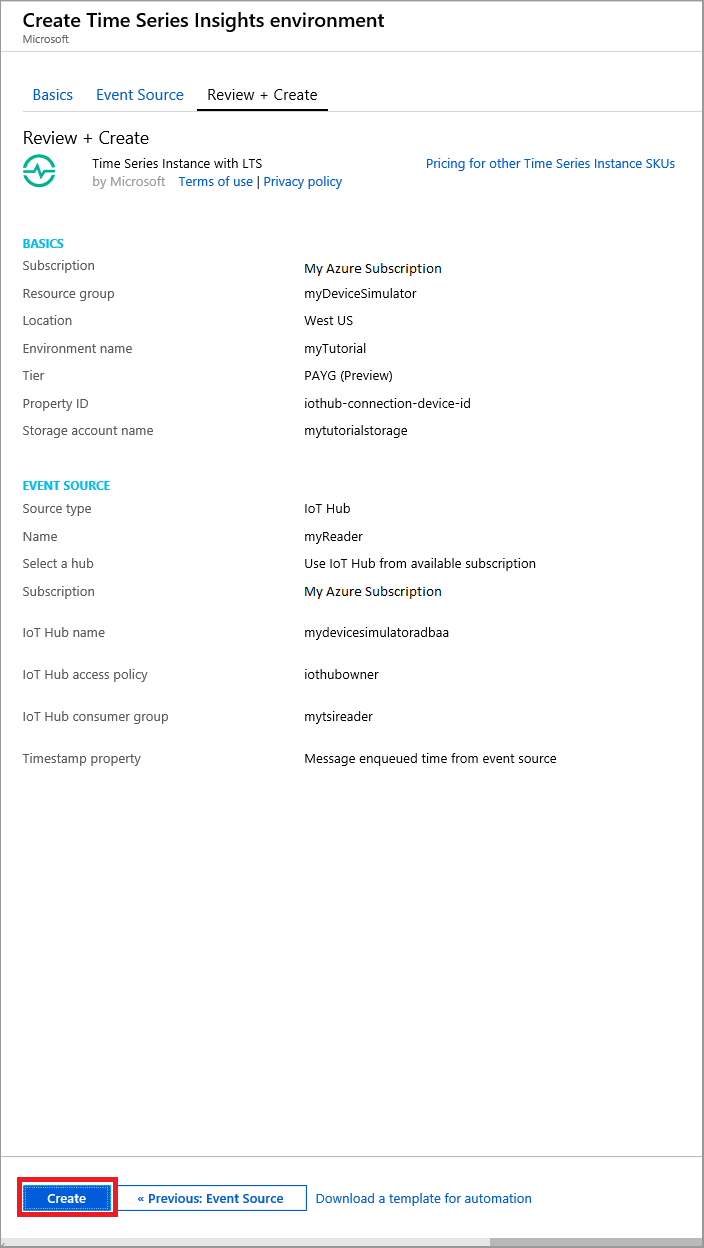 Create Time Series Insights environment
Microsoft
Basics Event Source Review + Create
Review + Create
Time Series Instance with LTS Pricing for other Time Series Instance SKUs
by Microsoft Terms of use | Privacy policy
BASICS
Subscription My Azure Subscription
Resource group myDeviceSimulator
Location West US
Environment name myTutorial
Tier PAYG (Preview)
Property ID iothub-connection-device-id
Storage account name mytutorialstorage
EVENT SOURCE
Source type IoT Hub
Name myReader
Select a hub Use IoT Hub from available subscription
Subscription My Azure Subscription
IoT Hub name mydevicesimulatoradbaa
IoT Hub access policy iothubowner
IoT Hub consumer group mytsireader
Timestamp property Message enqueued time from event source
Create « Previous: Event Source Download a template for automation